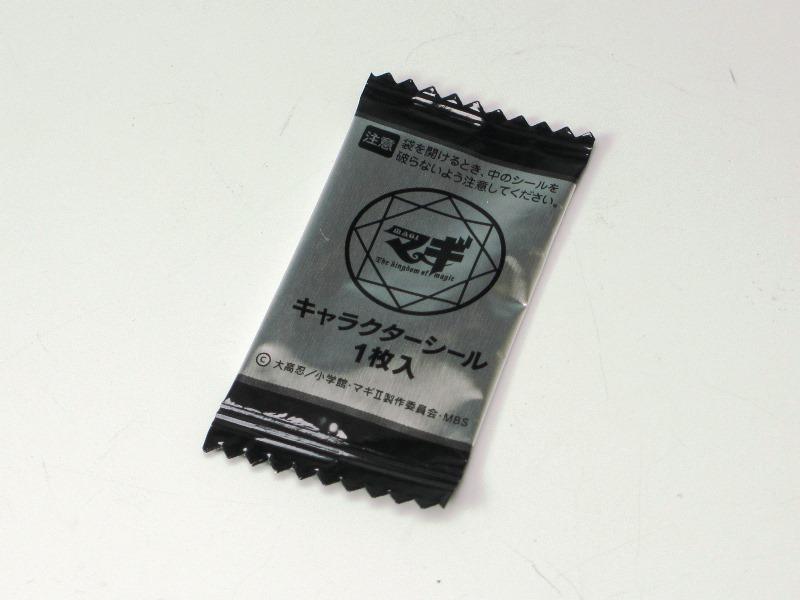 注意 袋を開けるとき、中のシールを
破らないよう注意してください。
MAGI
マギ
The kingdom of magic
キャラクターシール
1枚入
©大高忍／小学館・マギⅡ製作委員会・MBS